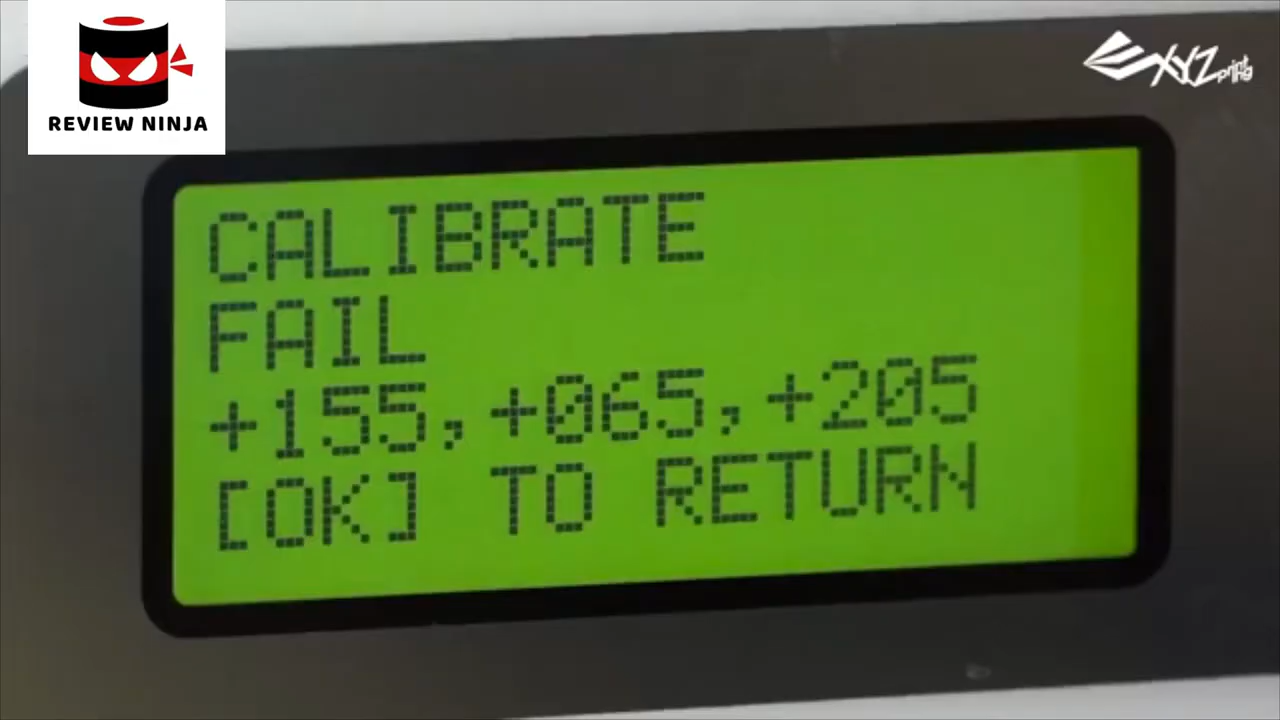 REVIEW NINJA
XYZprinting
CALIBRATE
FAIL
+155,+065,+205
[OK] TO RETURN